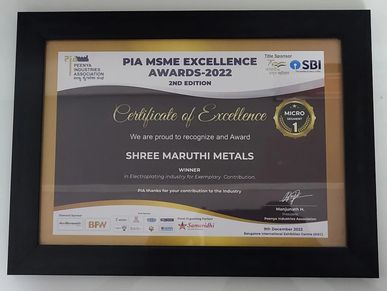 PIA
PEENYA
INDUSTRIES
ASSOCIATION
PIA MSME EXCELLENCE
AWARDS-2022
2ND EDITION
Title Sponsor
SBI
Certificate of Excellence
MICRO
SEGMENT
1
We are proud to recognize and Award
SHREE MARUTHI METALS
WINNER
in Electroplating Industry for Exemplary Contribution.
PIA thanks for your contribution to the Industry
Manjunath H.
President
Peenya Industries Association
BFW
Samvridhi
9th December 2022
Bangalore International Exhibition Centre (BIEC)